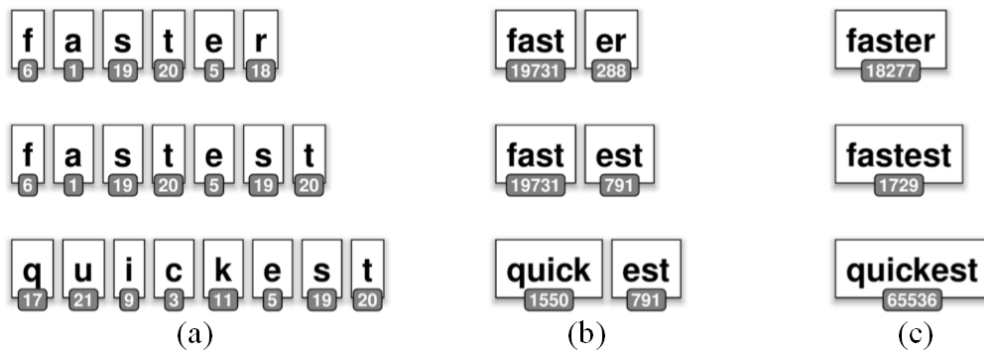 f a s t e r fast er faster
6 1 19 20 5 18 19731 288 18277
f a s t e s t fast est fastest
6 1 19 20 5 19 20 19731 791 1729
q u i c k e s t quick est quickest
17 21 9 3 11 5 19 20 1550 791 65536
(a) (b) (c)